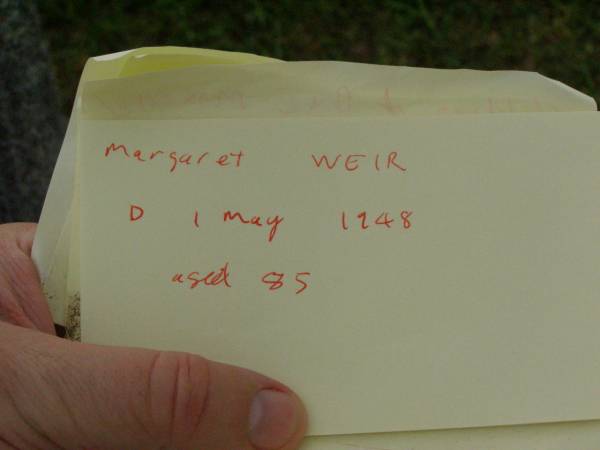 Margaret WEIR
D 1 May 1948
aged 85